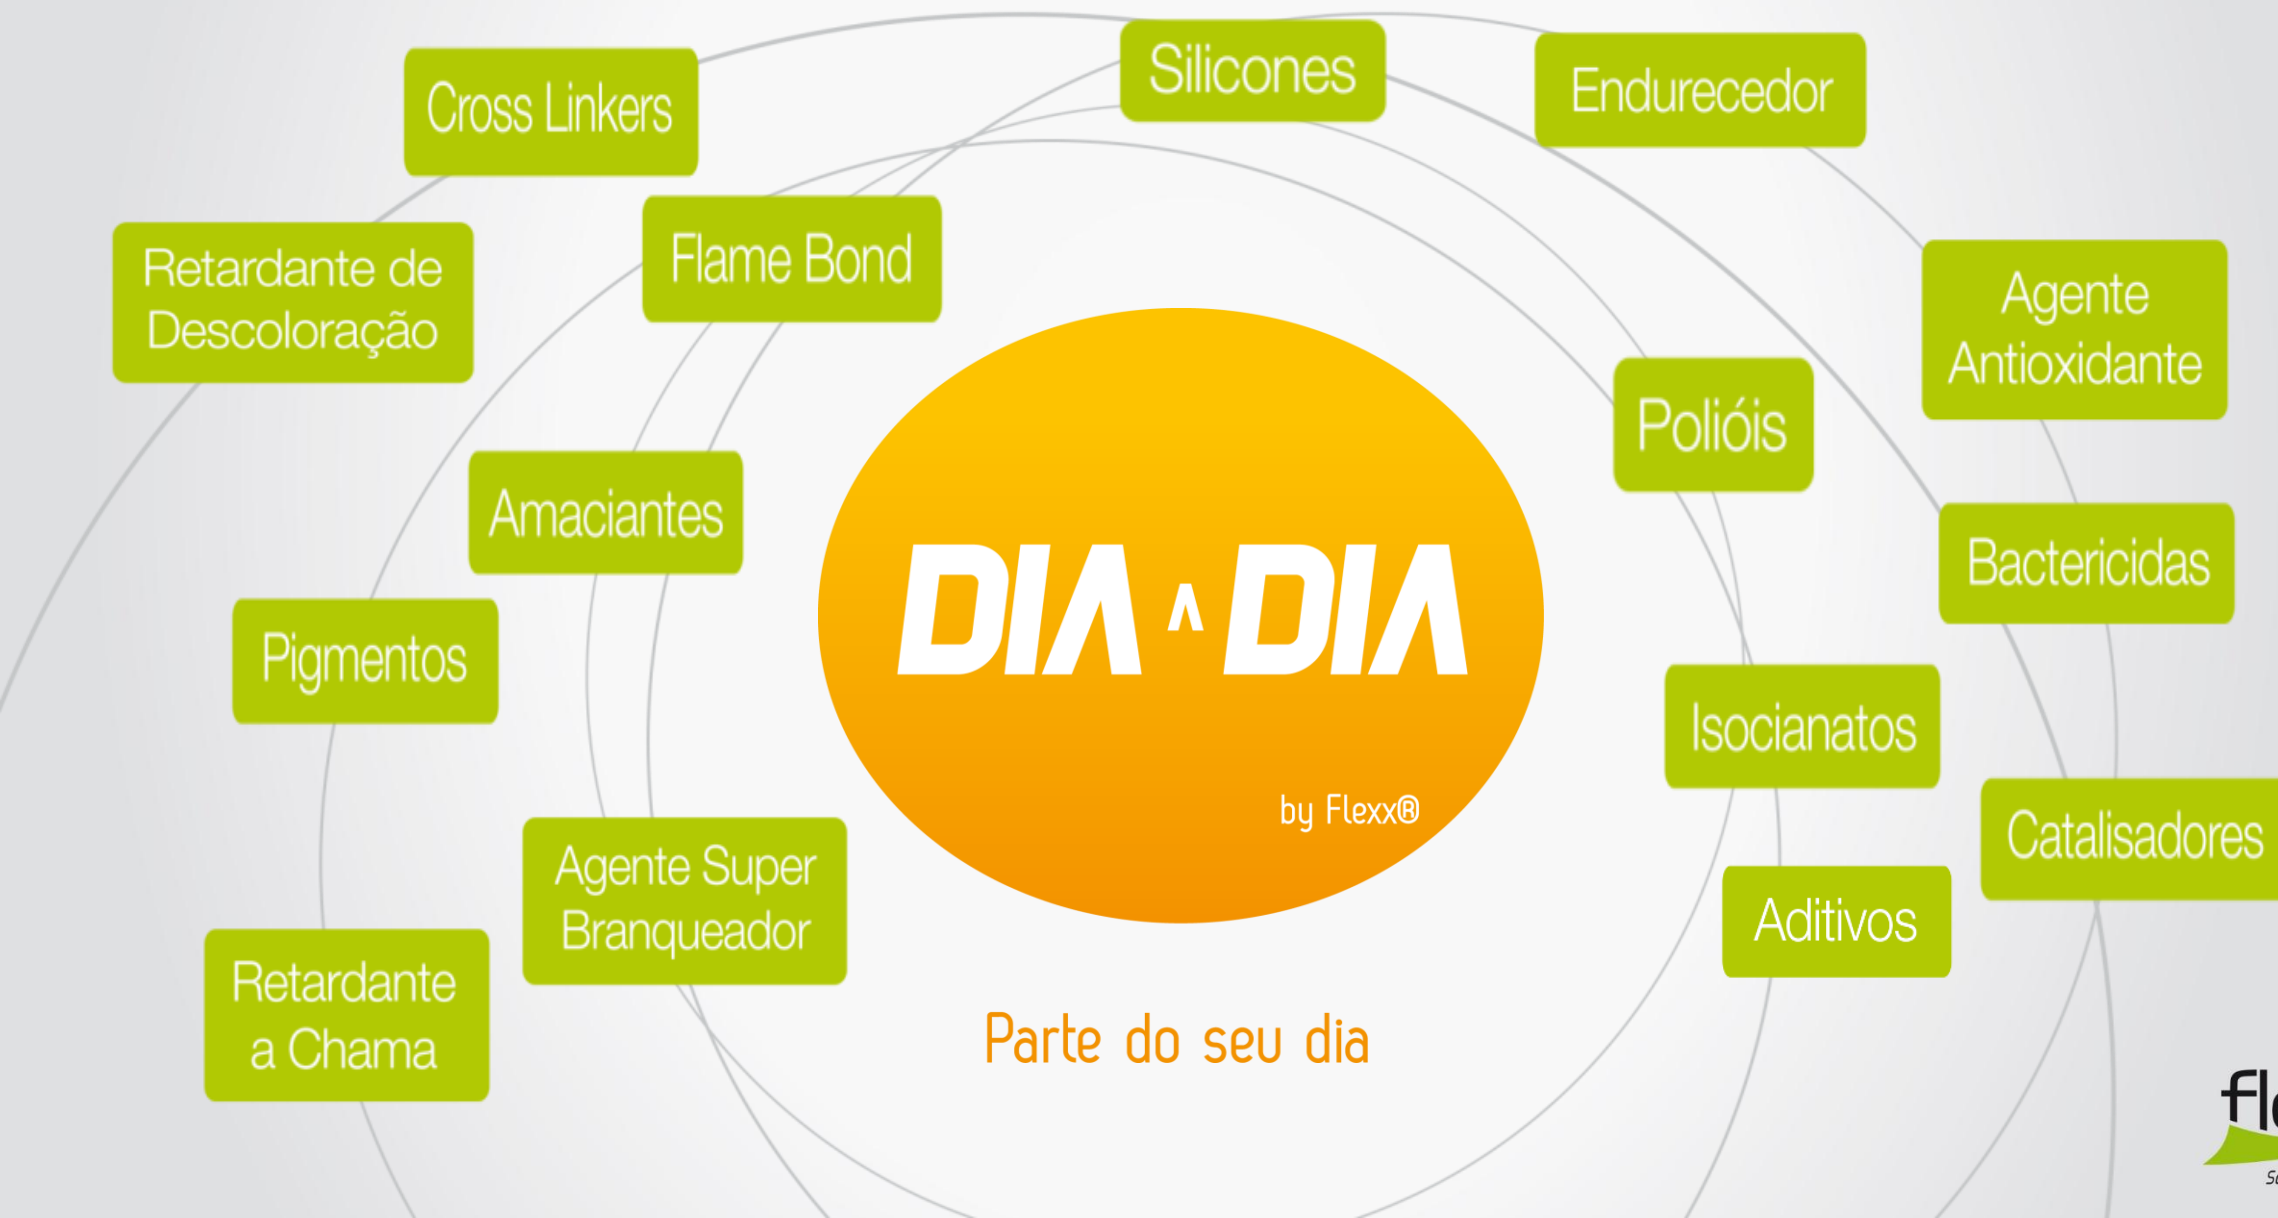 Silicones
Endurecedor
Cross Linkers
Flame Bond
Retardante de
Descoloração
Agente
Antioxidante
Polióis
Amaciantes
Bactericidas
DIA A DIA
Pigmentos
Isocianatos
by Flexx®
Catalisadores
Agente Super
Branqueador
Aditivos
Retardante
a Chama
Parte do seu dia